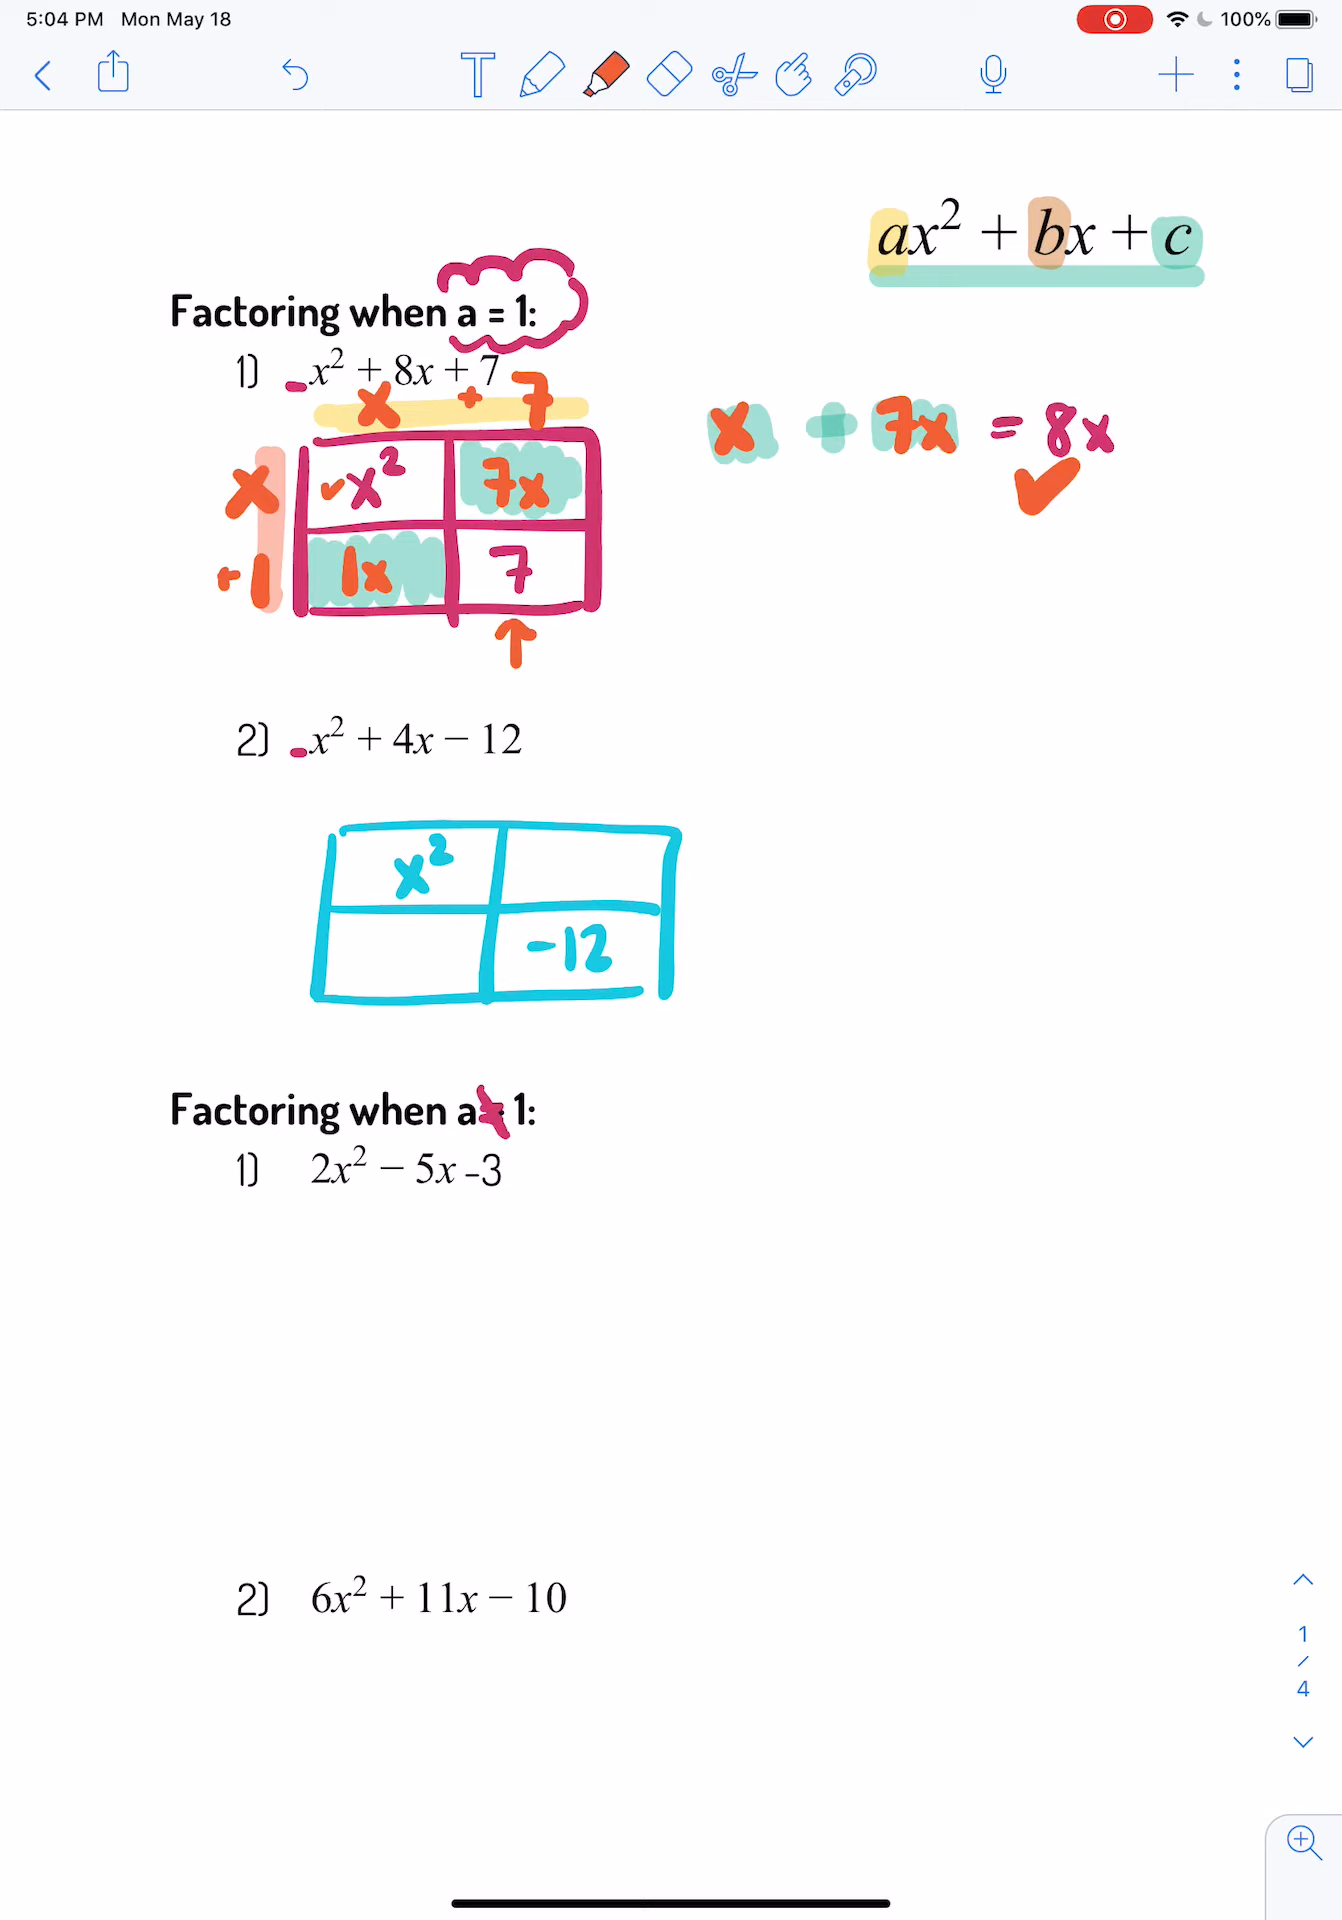 5:04 PM Mon May 18 100%
ax² + bx + c
Factoring when a = 1:
1) _x² + 8x + 7
x + 7
x + 7x = 8x
x x² 7x
+1 1x 7
2) _x² + 4x − 12
x²
-12
Factoring when a ≠ 1:
1) 2x² − 5x -3
2) 6x² + 11x − 10
1
/
4